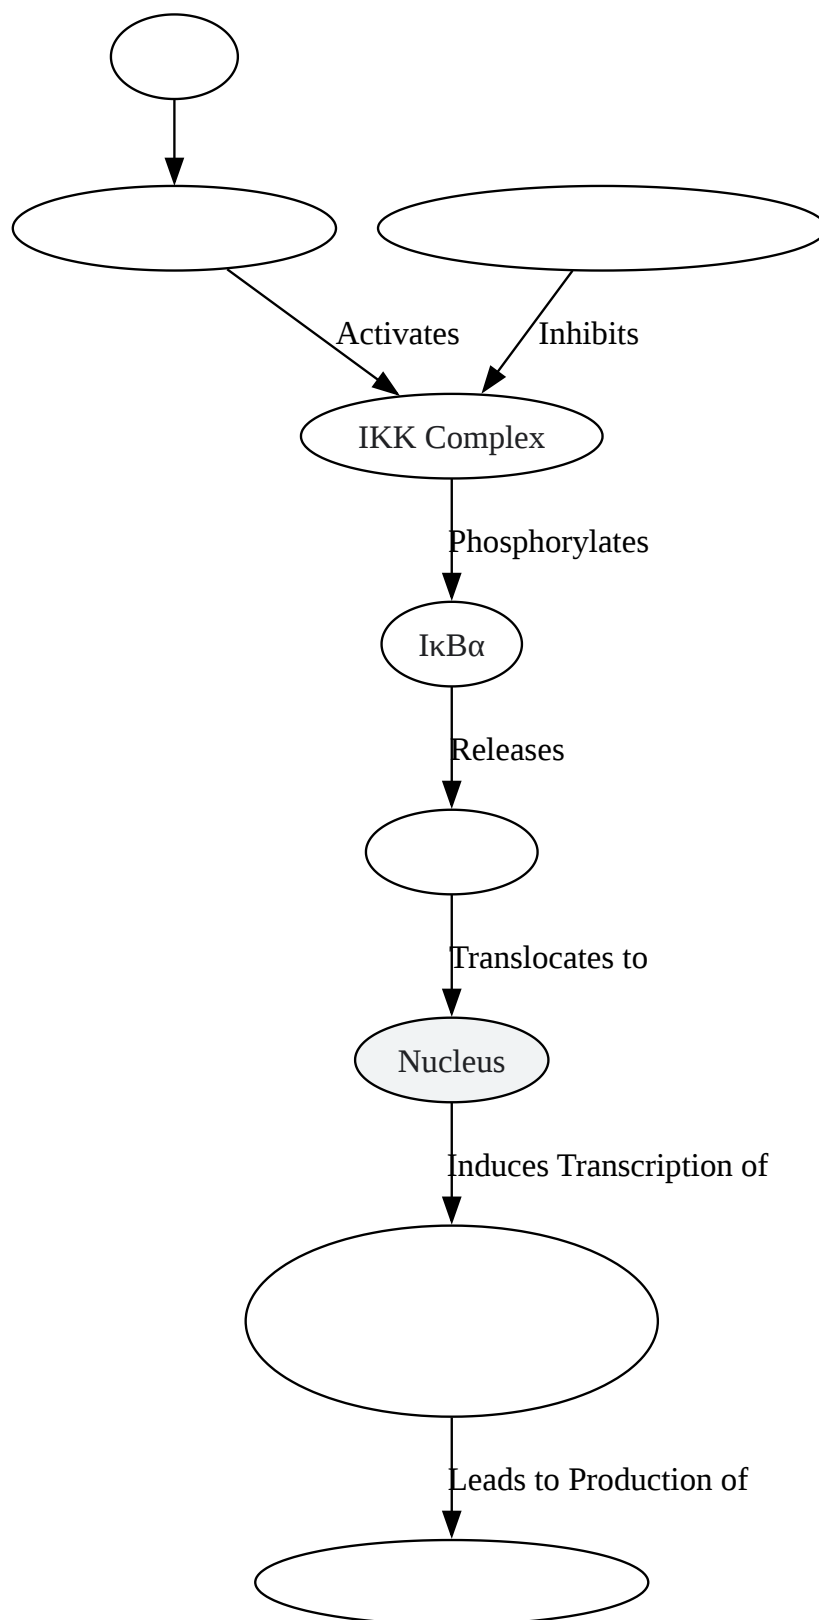 Activates
Inhibits
IKK Complex
Phosphorylates
IκBα
Releases
Translocates to
Nucleus
Induces Transcription of
Leads to Production of